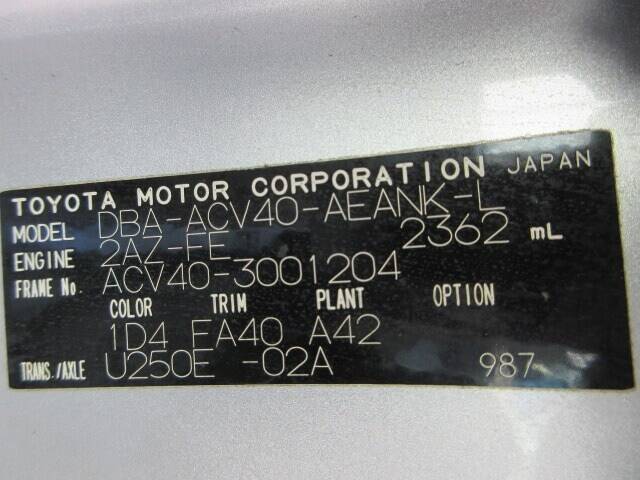 TOYOTA MOTOR CORPORATION JAPAN
MODEL DBA-ACV40-AEANK-L
ENGINE 2AZ-FE 2362 mL
FRAME No. ACV40-3001204
COLOR TRIM PLANT OPTION
1D4 FA40 A42
TRANS./AXLE U250E -02A 987